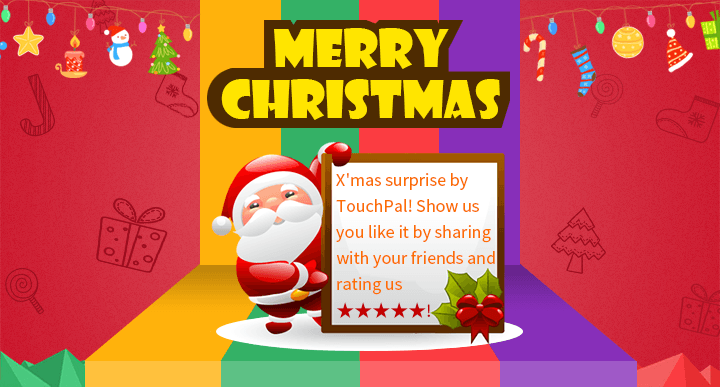 MERRY
CHRISTMAS
X'mas surprise by
TouchPal! Show us
you like it by sharing
with your friends and
rating us
★★★★★!